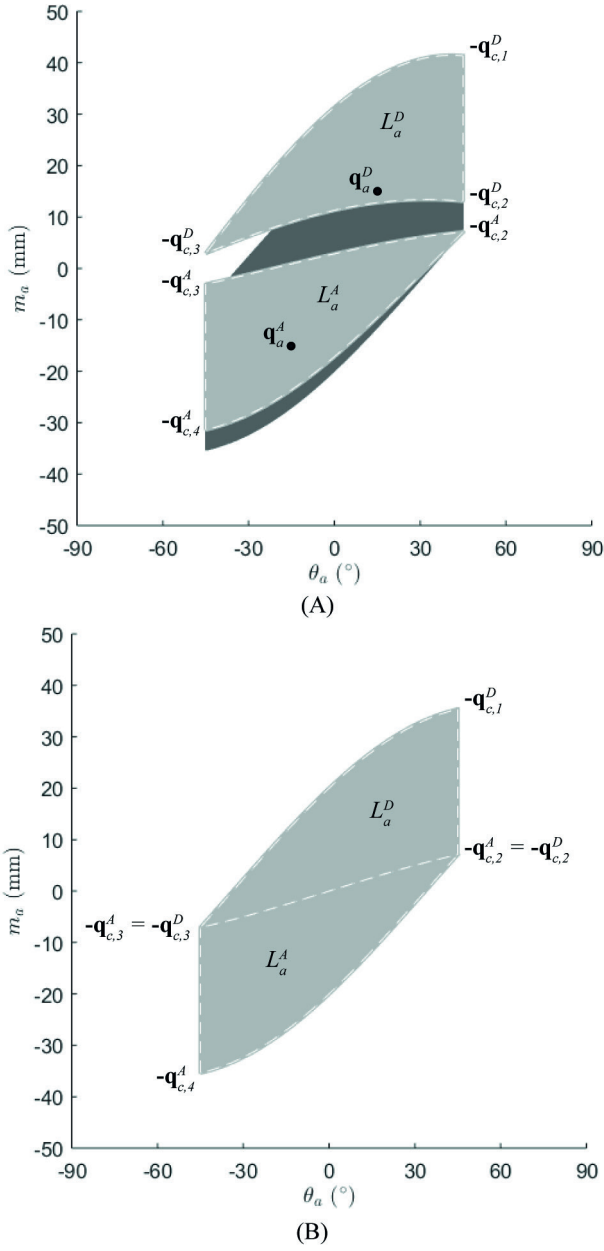 50
40
30
20
10
0
-10
-20
-30
-40
-50
m_a (mm)
-q^D_{c,1}
L^D_a
q^D_a
-q^D_{c,2}
-q^A_{c,2}
-q^D_{c,3}
-q^A_{c,3}
L^A_a
q^A_a
-q^A_{c,4}
-90 -60 -30 0 30 60 90
θ_a (°)
(A)
50
40
30
20
10
0
-10
-20
-30
-40
-50
m_a (mm)
-q^D_{c,1}
L^D_a
-q^A_{c,2} = -q^D_{c,2}
-q^A_{c,3} = -q^D_{c,3}
L^A_a
-q^A_{c,4}
-90 -60 -30 0 30 60 90
θ_a (°)
(B)